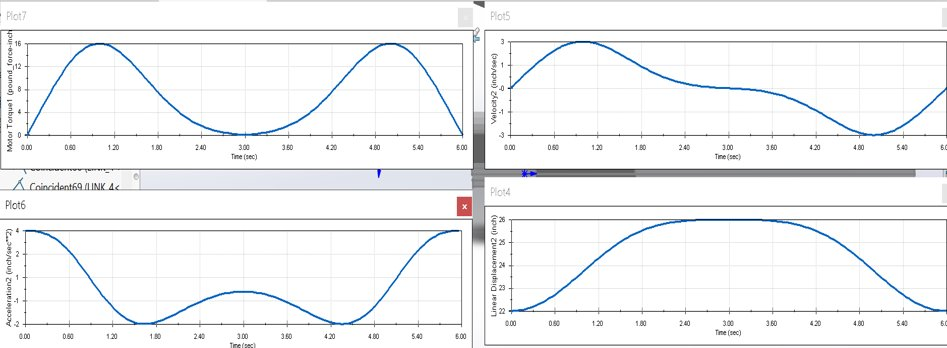 Plot7
Motor Torque1 (pound_force-inch
16
12
8
4
0
0.00 0.60 1.20 1.80 2.40 3.00 3.60 4.20 4.80 5.40 6.00
Time (sec)
Plot5
Velocity2 (inch/sec)
3
1
-0
-1
-3
0.00 0.60 1.20 1.80 2.40 3.00 3.60 4.20 4.80 5.40 6.00
Time (sec)
Coincident69 (LINK_4<
Plot6
x
Acceleration2 (inch/sec**2)
4
2
1
-1
-2
0.00 0.60 1.20 1.80 2.40 3.00 3.60 4.20 4.80 5.40 6.00
Time (sec)
Plot4
Linear Displacement2 (inch)
26
25
24
23
22
0.00 0.60 1.20 1.80 2.40 3.00 3.60 4.20 4.80 5.40 6.00
Time (sec)